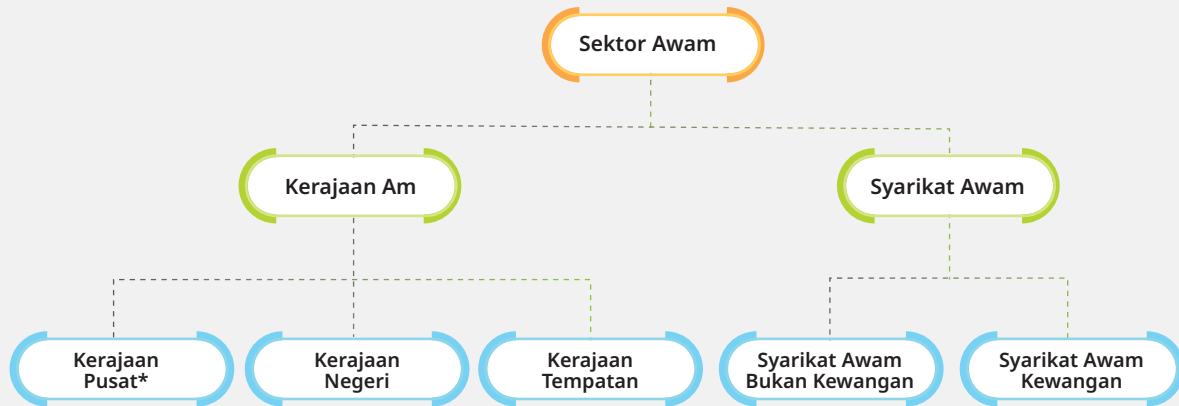 Sektor Awam
Kerajaan Am
Syarikat Awam
Kerajaan
Pusat*
Kerajaan
Negeri
Kerajaan
Tempatan
Syarikat Awam
Bukan Kewangan
Syarikat Awam
Kewangan